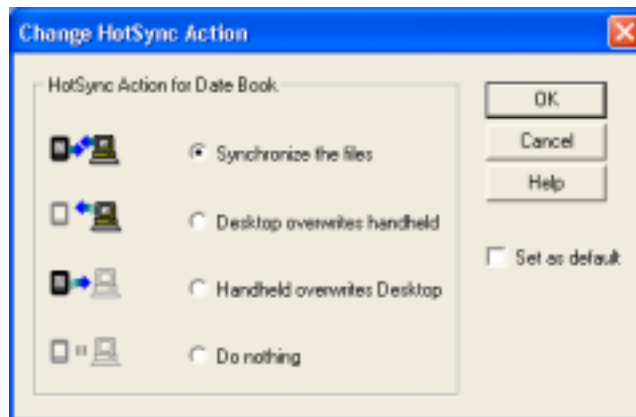 Change HotSync Action
HotSync Action for Date Book
Synchronize the files
Desktop overwrites handheld
Handheld overwrites Desktop
Do nothing
OK
Cancel
Help
Set as default